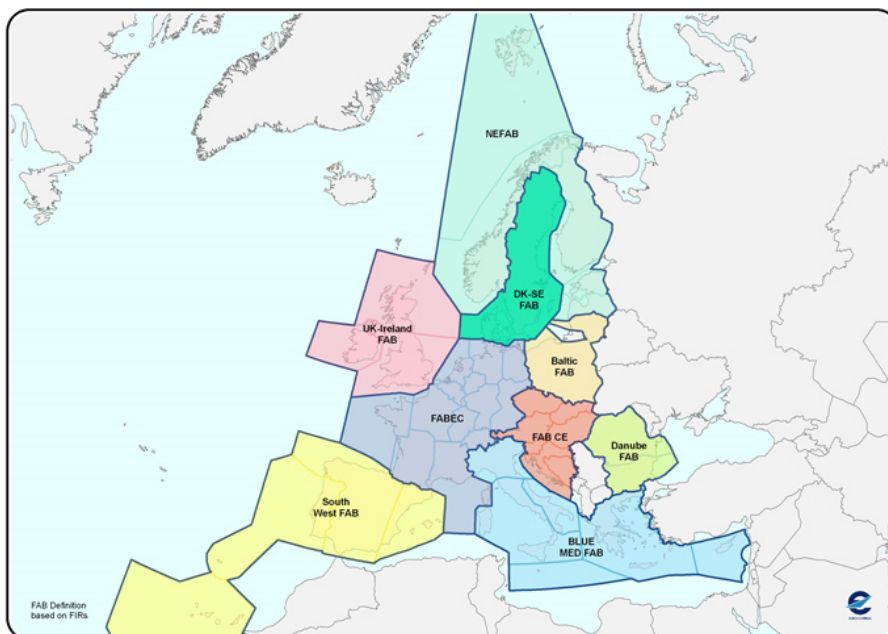 NEFAB
DK-SE
FAB
UK-Ireland
FAB
Baltic
FAB
FABEC
FAB CE
Danube
FAB
South
West FAB
BLUE
MED FAB
FAB Definition
based on FIRs